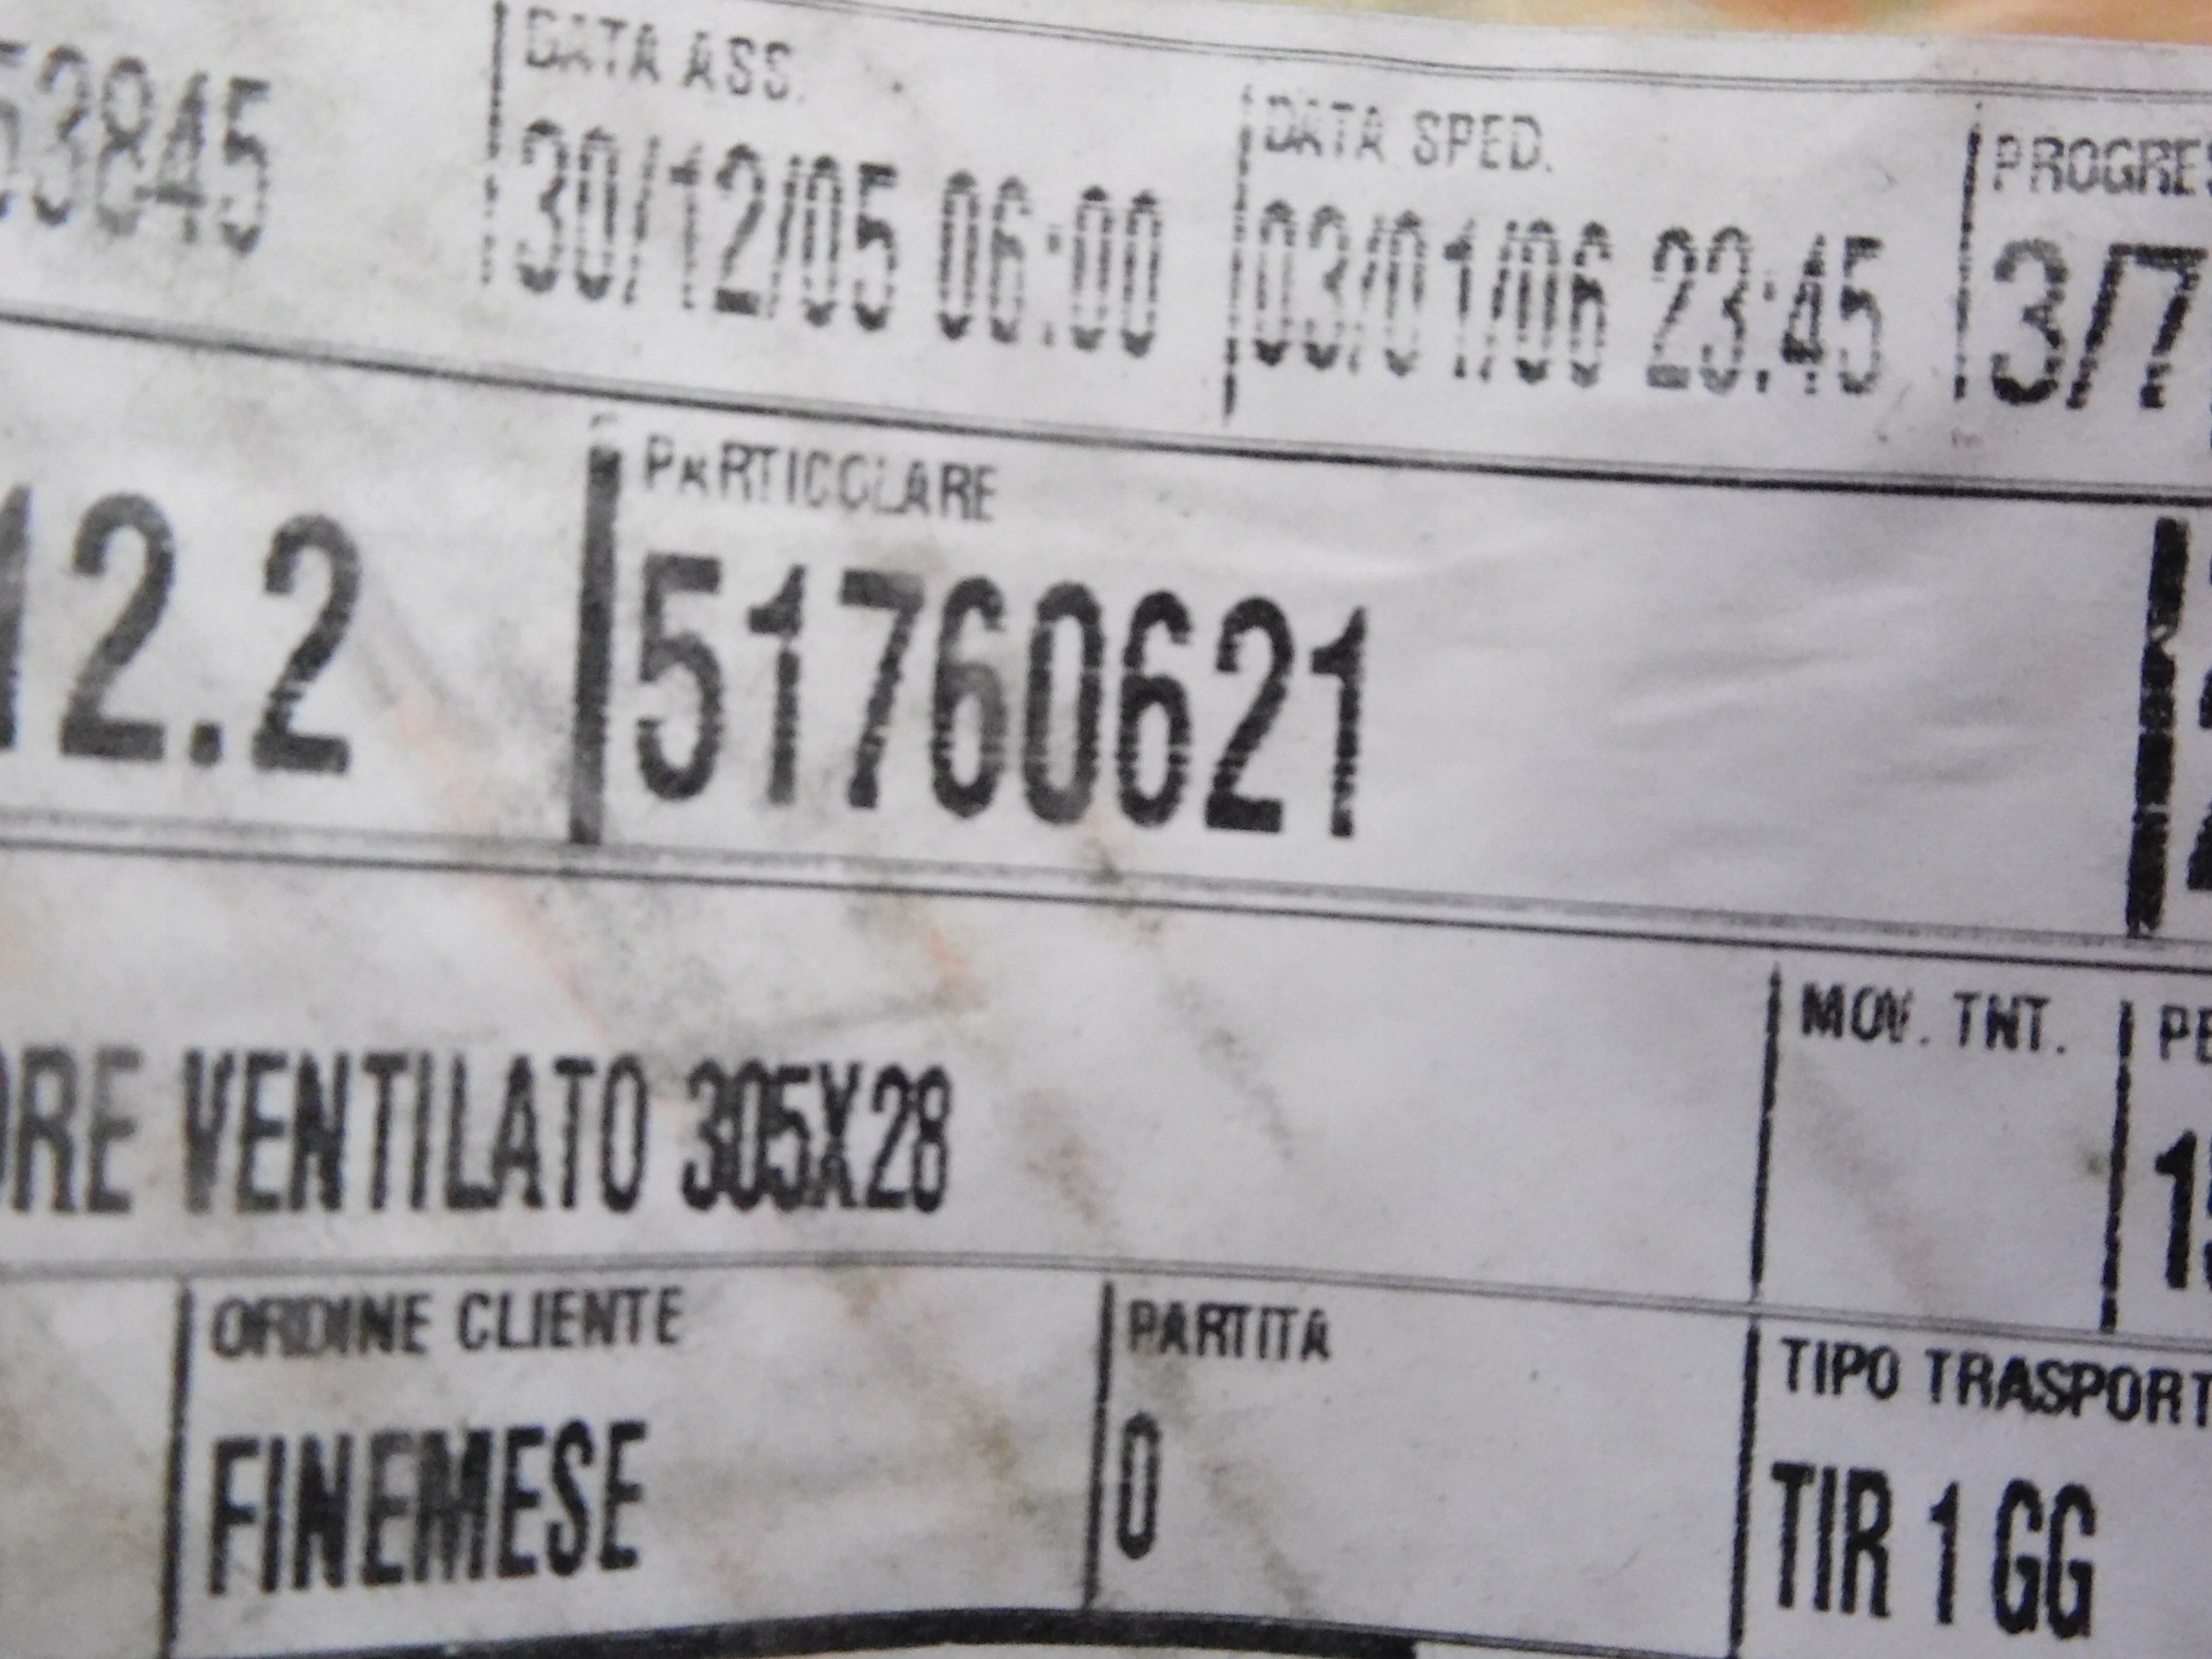 53845 DATA ASS. DATA SPED. PROGRES
30/12/05 06:00 03/01/06 23:45 3/7
PARTICOLARE
12.2 51760621
MOV. TNT. PE
ORE VENTILATO 305X28
ORDINE CLIENTE PARTITA TIPO TRASPORT
FINEMESE 0 TIR 1 GG